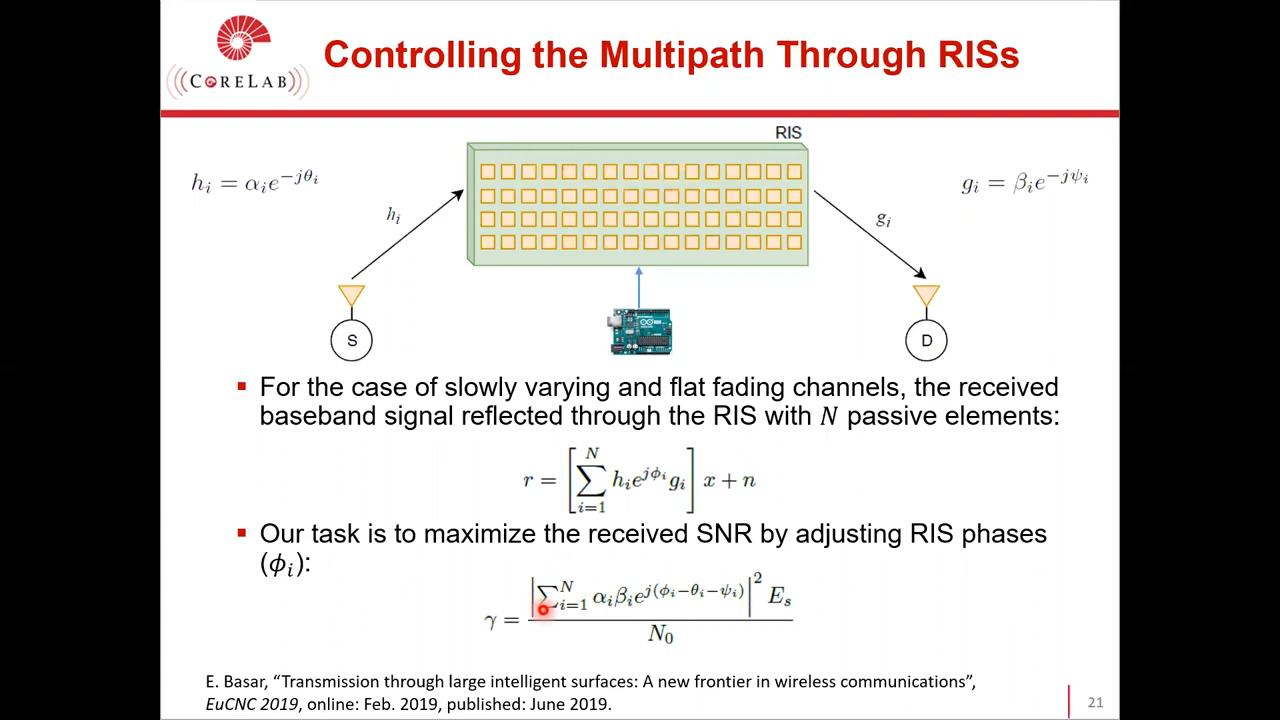 CORELAB
Controlling the Multipath Through RISs
RIS
h_i = α_i e^{-jθ_i}
g_i = β_i e^{-jψ_i}
h_i
g_i
S
D
▪ For the case of slowly varying and flat fading channels, the received
baseband signal reflected through the RIS with N passive elements:
r = [∑_{i=1}^{N} h_i e^{jϕ_i} g_i] x + n
▪ Our task is to maximize the received SNR by adjusting RIS phases
(ϕ_i):
γ = |∑_{i=1}^{N} α_i β_i e^{j(ϕ_i−θ_i−ψ_i)}|^2 E_s / N_0
E. Basar, “Transmission through large intelligent surfaces: A new frontier in wireless communications”,
EuCNC 2019, online: Feb. 2019, published: June 2019.
21